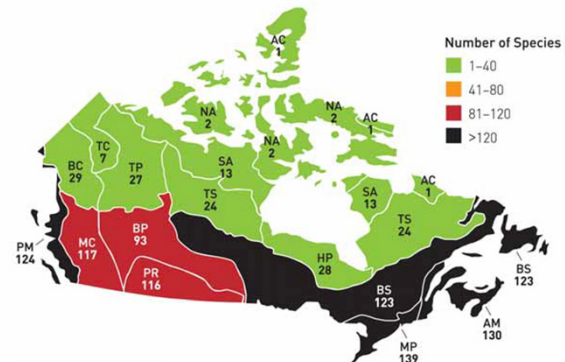 AC
1
Number of Species
1–40
41–80
81–120
>120
NA
2
NA
2
AC
1
NA
2
TC
7
BC
29
TP
27
SA
13
TS
24
SA
13
AC
1
TS
24
PM
124
MC
117
BP
93
PR
116
HP
28
BS
123
BS
123
AM
130
MP
139